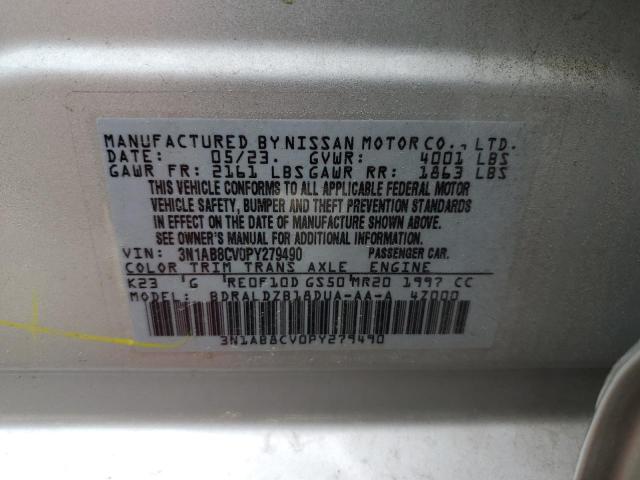 MANUFACTURED BY NISSAN MOTOR CO., LTD.
DATE: 05/23. GVWR: 4001 LBS
GAWR FR: 2161 LBS GAWR RR: 1863 LBS
THIS VEHICLE CONFORMS TO ALL APPLICABLE FEDERAL MOTOR
VEHICLE SAFETY, BUMPER AND THEFT PREVENTION STANDARDS
IN EFFECT ON THE DATE OF MANUFACTURE SHOWN ABOVE.
SEE OWNER'S MANUAL FOR ADDITIONAL INFORMATION.
VIN: 3N1AB8CV0PY279490 PASSENGER CAR.
COLOR TRIM TRANS AXLE ENGINE
K23 G RE0F10D GS50 MR20 1997 CC
MODEL: BDRALDZB18DUA-AA-A 4Z000
3N1AB8CV0PY279490